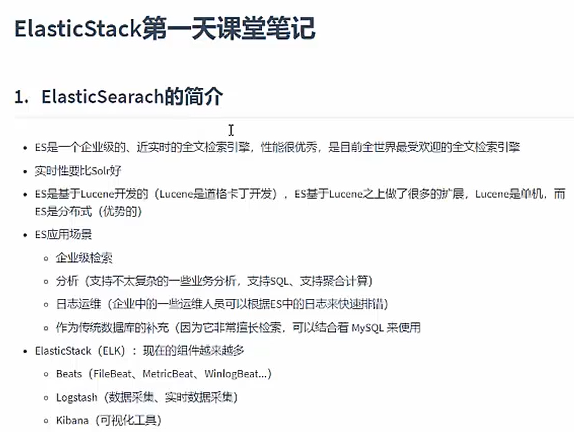 ElasticStack第一天课堂笔记
1. ElasticSearach的简介
• ES是一个企业级的、近实时的全文检索引擎，性能很优秀，是目前全世界最受欢迎的全文检索引擎
• 实时性要比Solr好
• ES是基于Lucene开发的（Lucene是道格卡丁开发），ES基于Lucene之上做了很多的扩展，Lucene是单机，而
ES是分布式（优势的）
• ES应用场景
◦ 企业级检索
◦ 分析（支持不太复杂的一些业务分析，支持SQL、支持聚合计算）
◦ 日志运维（企业中的一些运维人员可以根据ES中的日志来快速排错）
◦ 作为传统数据库的补充（因为它非常擅长检索，可以结合着 MySQL 来使用
• ElasticStack（ELK）：现在的组件越来越多
◦ Beats（FileBeat、MetricBeat、WinlogBeat...）
◦ Logstash（数据采集、实时数据采集）
◦ Kibana（可视化工具）